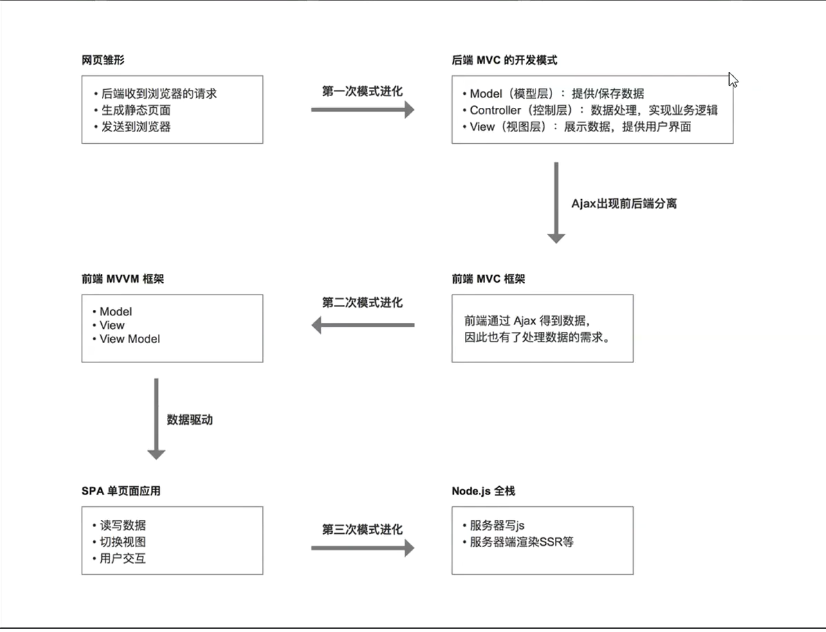 网页雏形
• 后端收到浏览器的请求
• 生成静态页面
• 发送到浏览器
第一次模式进化
后端 MVC 的开发模式
• Model（模型层）：提供/保存数据
• Controller（控制层）：数据处理，实现业务逻辑
• View（视图层）：展示数据，提供用户界面
Ajax出现前后端分离
前端 MVC 框架
前端通过 Ajax 得到数据，
因此也有了处理数据的需求。
第二次模式进化
前端 MVVM 框架
• Model
• View
• View Model
数据驱动
SPA 单页面应用
• 读写数据
• 切换视图
• 用户交互
第三次模式进化
Node.js 全栈
• 服务器写js
• 服务器端渲染SSR等